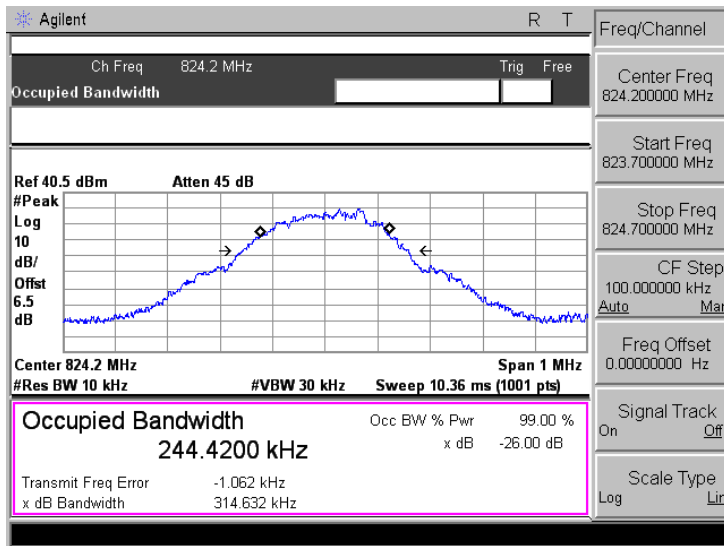 Agilent R T
Ch Freq 824.2 MHz Trig Free
Occupied Bandwidth
Ref 40.5 dBm Atten 45 dB
#Peak
Log
10
dB/
Offst
6.5
dB
Center 824.2 MHz Span 1 MHz
#Res BW 10 kHz #VBW 30 kHz Sweep 10.36 ms (1001 pts)
Occupied Bandwidth
244.4200 kHz
Occ BW % Pwr 99.00 %
x dB -26.00 dB
Transmit Freq Error -1.062 kHz
x dB Bandwidth 314.632 kHz
Freq/Channel
Center Freq
824.200000 MHz
Start Freq
823.700000 MHz
Stop Freq
824.700000 MHz
CF Step
100.000000 kHz
Auto Man
Freq Offset
0.00000000 Hz
Signal Track
On Off
Scale Type
Log Lin